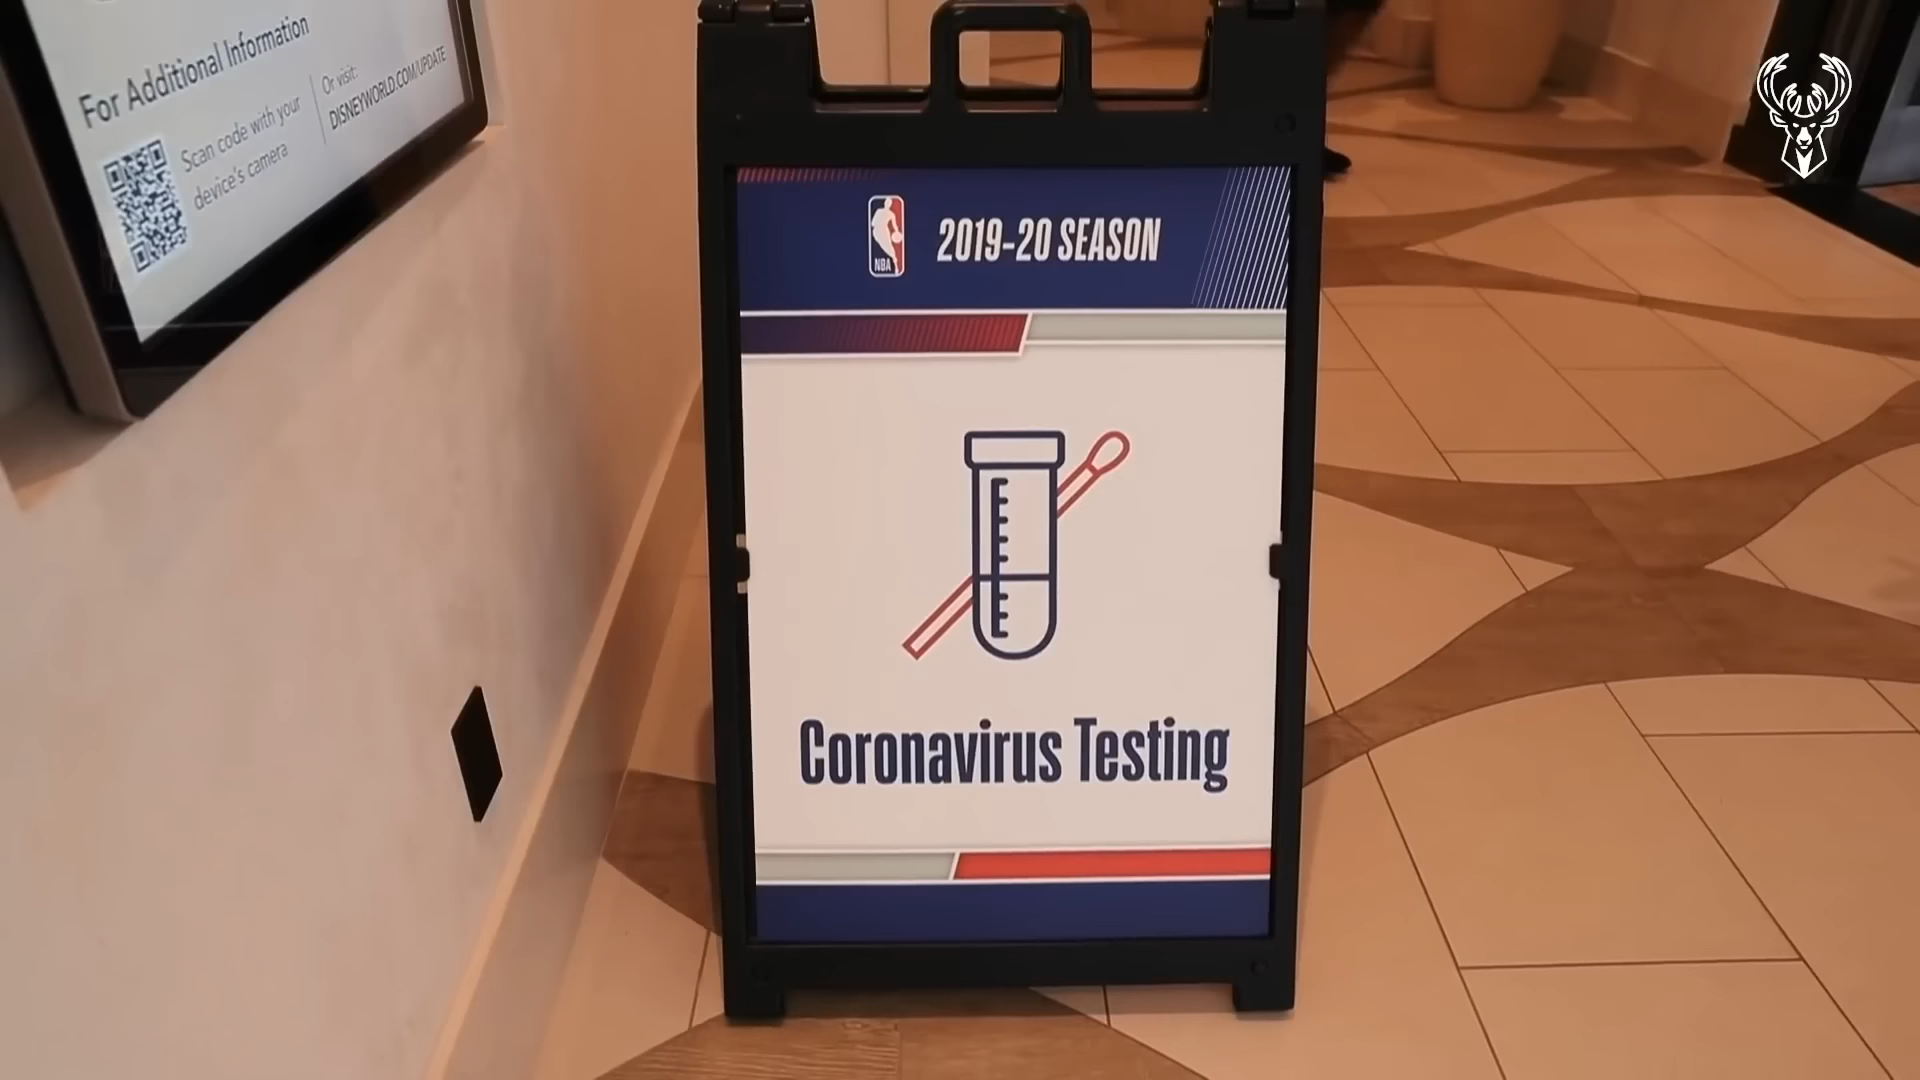 For Additional Information
Scan code with your
device's camera
Or visit:
DISNEYWORLD.COM/UPDATE
NBA
2019-20 SEASON
Coronavirus Testing